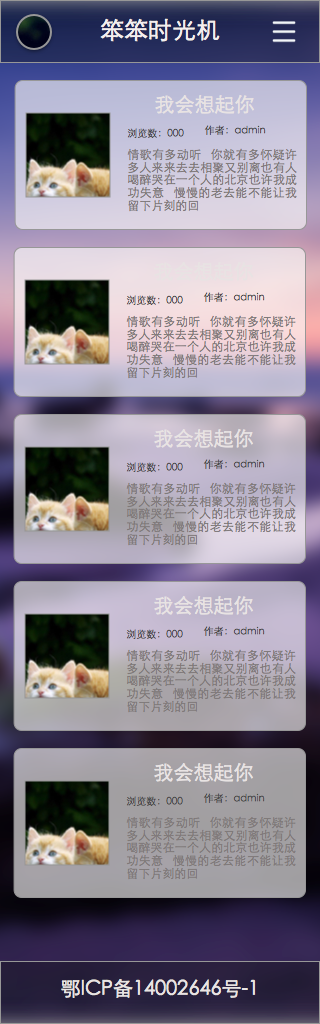 笨笨时光机
我会想起你
浏览数：000 作者：admin
情歌有多动听 你就有多怀疑许
多人来来去去相聚又别离也有人
喝醉哭在一个人的北京也许我成
功失意 慢慢的老去能不能让我
留下片刻的回
浏览数：000 作者：admin
情歌有多动听 你就有多怀疑许
多人来来去去相聚又别离也有人
喝醉哭在一个人的北京也许我成
功失意 慢慢的老去能不能让我
留下片刻的回
我会想起你
浏览数：000 作者：admin
情歌有多动听 你就有多怀疑许
多人来来去去相聚又别离也有人
喝醉哭在一个人的北京也许我成
功失意 慢慢的老去能不能让我
留下片刻的回
我会想起你
浏览数：000 作者：admin
情歌有多动听 你就有多怀疑许
多人来来去去相聚又别离也有人
喝醉哭在一个人的北京也许我成
功失意 慢慢的老去能不能让我
留下片刻的回
我会想起你
浏览数：000 作者：admin
情歌有多动听 你就有多怀疑许
多人来来去去相聚又别离也有人
喝醉哭在一个人的北京也许我成
功失意 慢慢的老去能不能让我
留下片刻的回
鄂ICP备14002646号-1